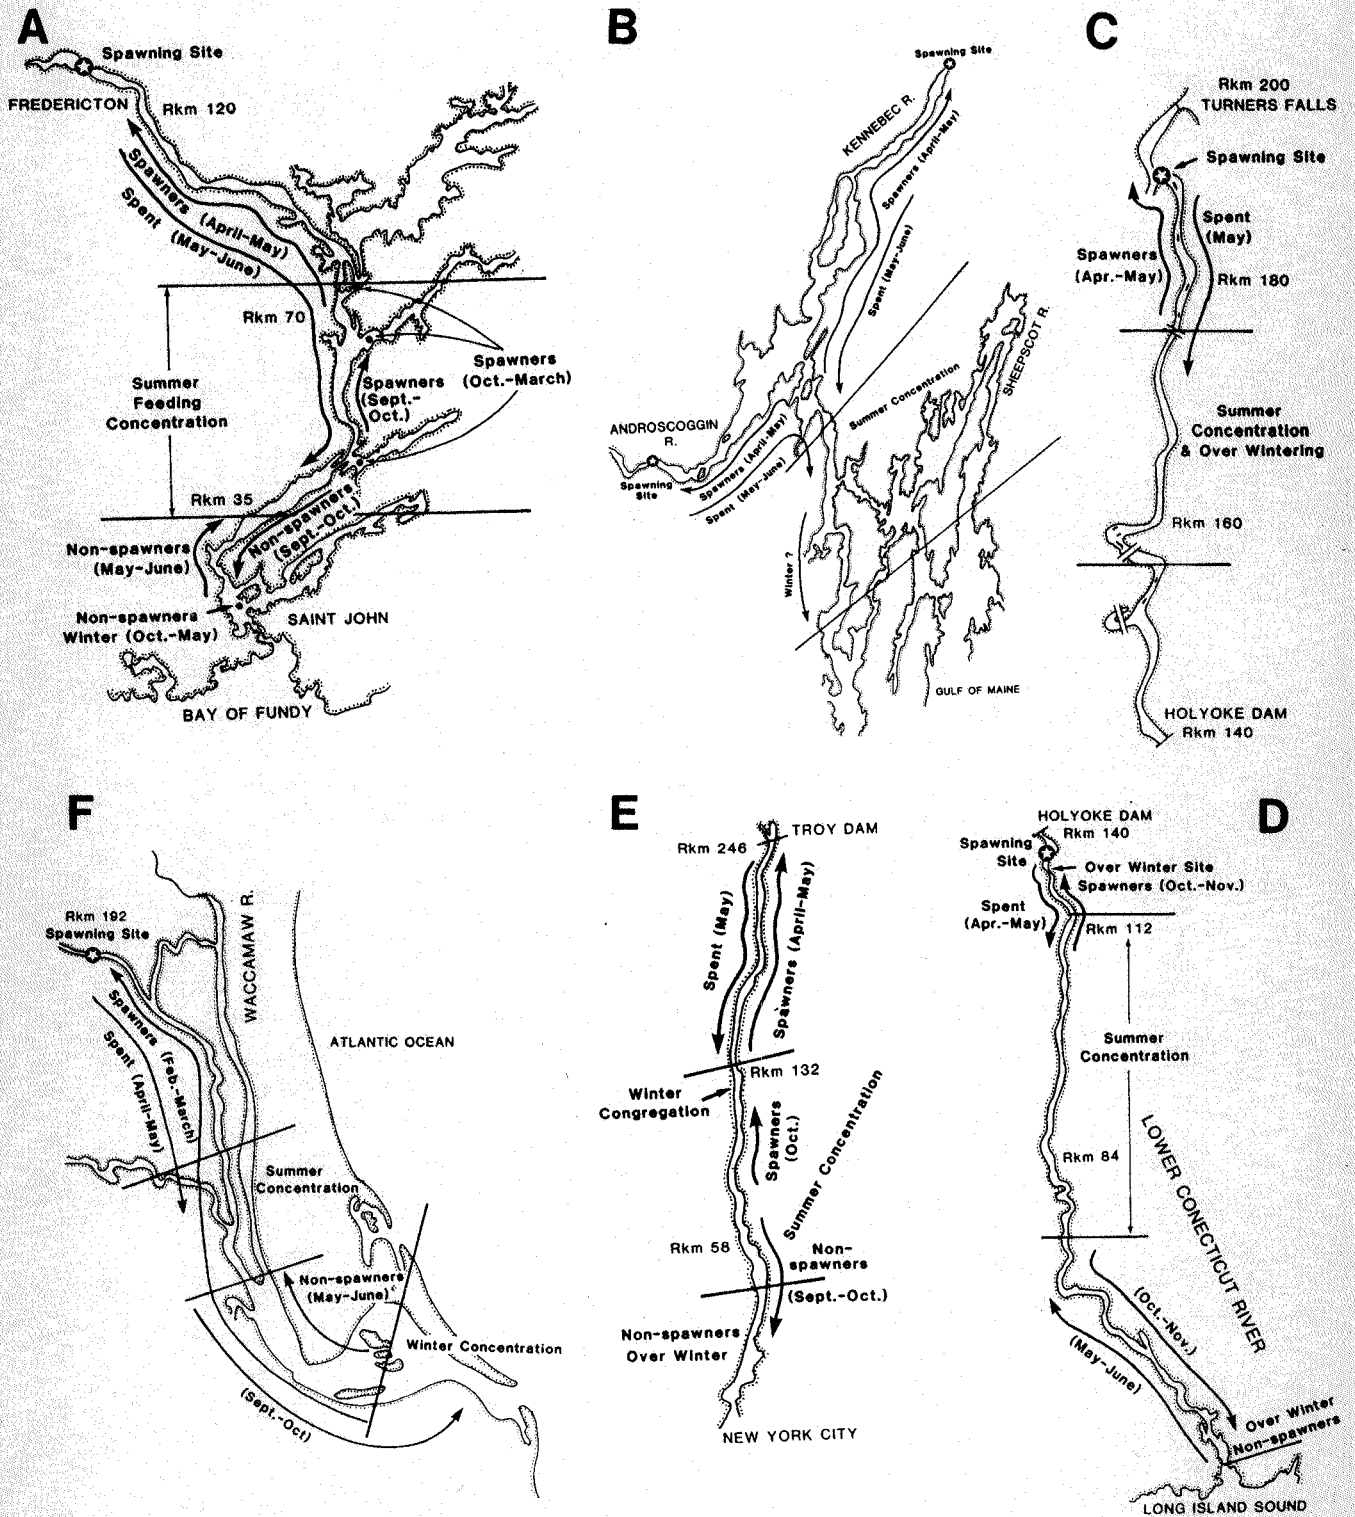 A
Spawning Site
FREDERICTON
Rkm 120
Spawners (April-May)
Spent (May-June)
Rkm 70
Summer
Feeding
Concentration
Spawners
(Oct.-March)
Spawners
(Sept.-
Oct.)
Rkm 35
Non-spawners
(Sept.-Oct.)
Non-spawners
(May-June)
Non-spawners
Winter (Oct.-May)
SAINT JOHN
BAY OF FUNDY
B
Spawning Site
KENNEBEC R.
Spawners (April-May)
Spent (May-June)
SHEEPSCOT R.
Summer Concentration
ANDROSCOGGIN
R.
Spawning
Site
Spawners (April-May)
Spent (May-June)
Winter ?
GULF OF MAINE
C
Rkm 200
TURNERS FALLS
Spawning Site
Spent
(May)
Spawners
(Apr.-May)
Rkm 180
Summer
Concentration
& Over Wintering
Rkm 160
HOLYOKE DAM
Rkm 140
F
WACCAMAW R.
Rkm 192
Spawning Site
Spawners (Feb.-March)
Spent (April-May)
ATLANTIC OCEAN
Summer
Concentration
Non-spawners
(May-June)
Winter Concentration
(Sept.-Oct)
E
TROY DAM
Rkm 246
Spent (May)
Spawners (April-May)
Rkm 132
Winter
Congregation
Spawners
(Oct.)
Summer Concentration
Rkm 58
Non-
spawners
(Sept.-Oct.)
Non-spawners
Over Winter
NEW YORK CITY
D
HOLYOKE DAM
Rkm 140
Spawning
Site
Over Winter Site
Spawners (Oct.-Nov.)
Spent
(Apr.-May)
Rkm 112
Summer
Concentration
Rkm 84
LOWER CONECTICUT RIVER
(Oct.-Nov.)
(May-June)
Over Winter
Non-spawners
LONG ISLAND SOUND